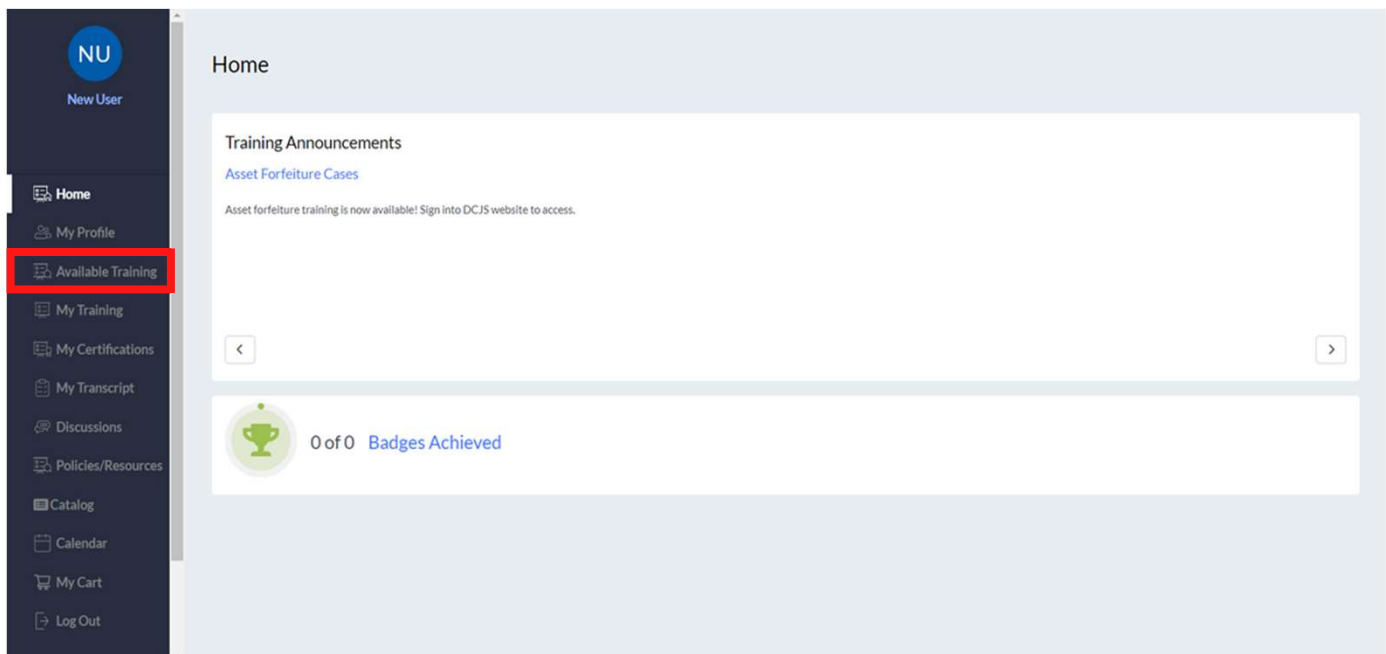 NU
New User
Home
My Profile
Available Training
My Training
My Certifications
My Transcript
Discussions
Policies/Resources
Catalog
Calendar
My Cart
Log Out
Home
Training Announcements
Asset Forfeiture Cases
Asset forfeiture training is now available! Sign into DCJS website to access.
0 of 0 Badges Achieved